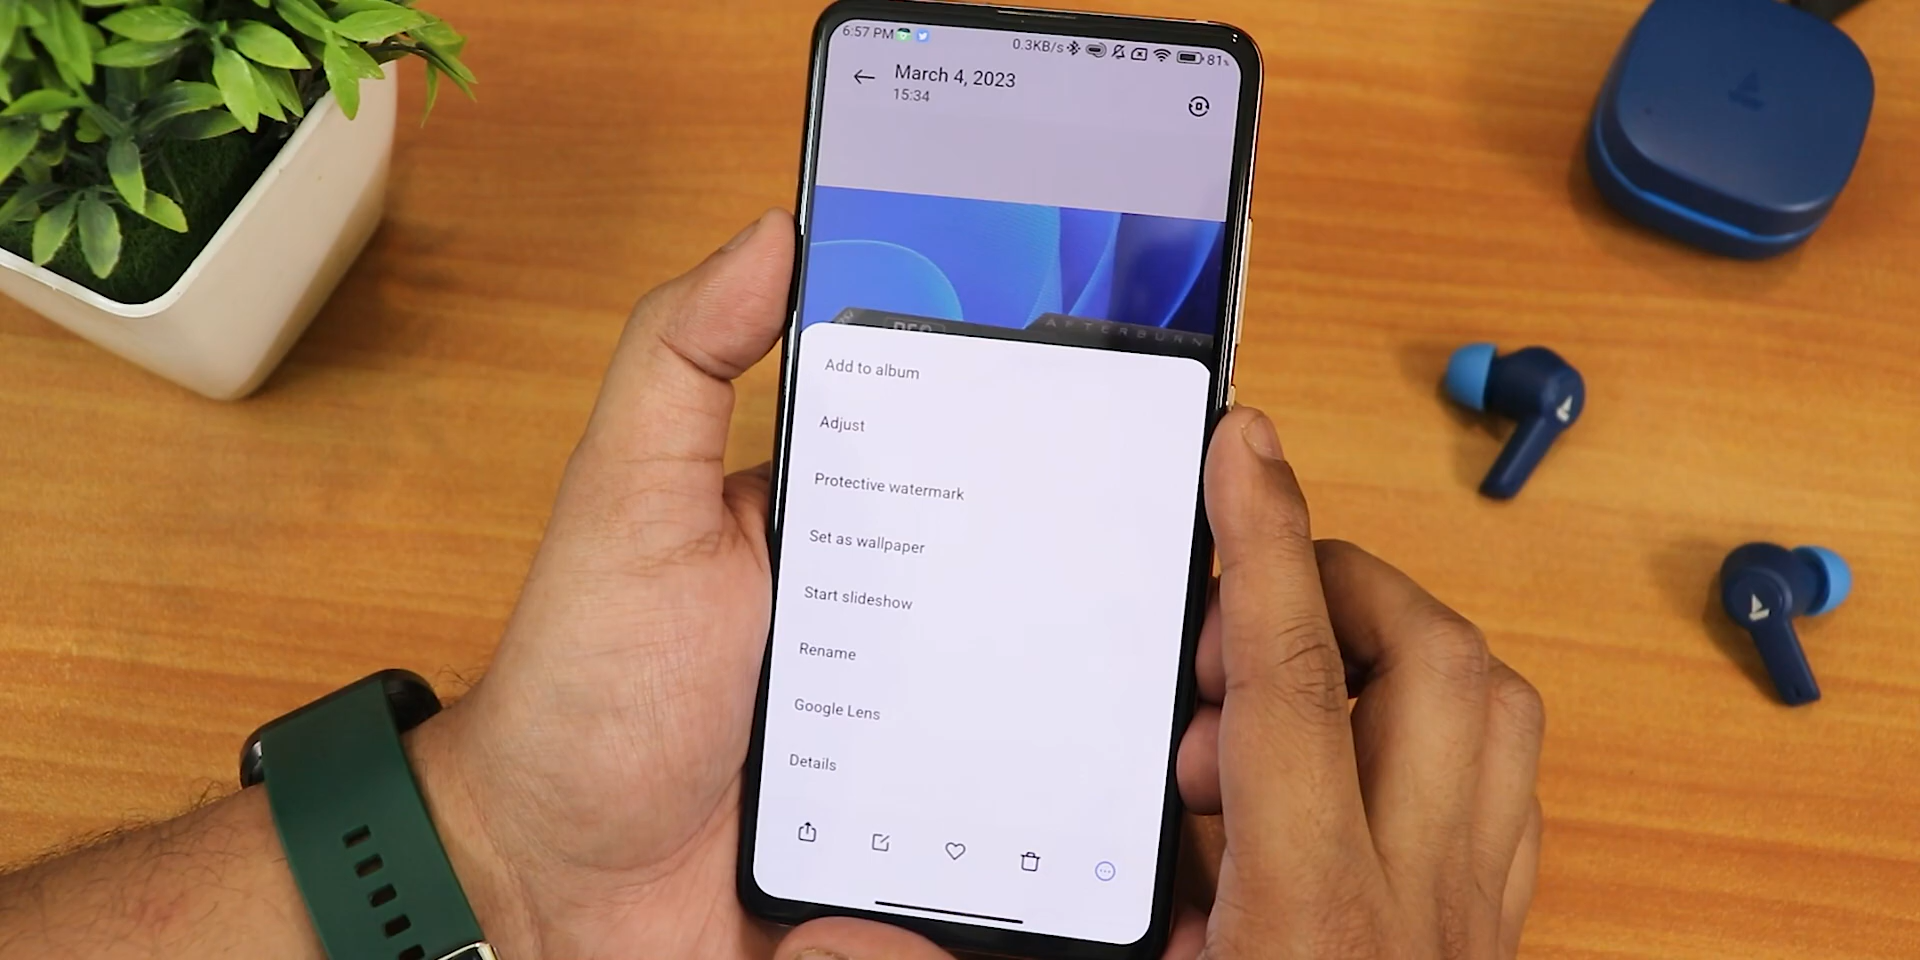 6:57 PM 0.3KB/s 81%
March 4, 2023
15:34
AFTERBURN
Add to album
Adjust
Protective watermark
Set as wallpaper
Start slideshow
Rename
Google Lens
Details